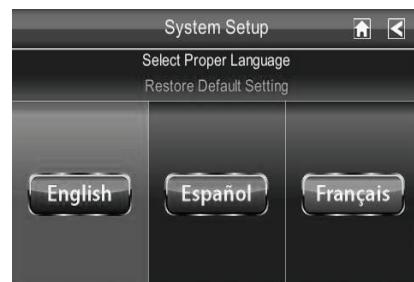 System Setup
Select Proper Language
Restore Default Setting
English Español Français